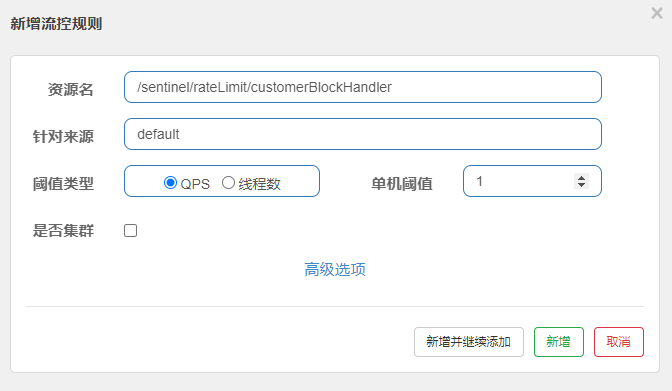 新增流控规则
×
资源名 /sentinel/rateLimit/customerBlockHandler
针对来源 default
阈值类型 QPS 线程数 单机阈值 1
是否集群
高级选项
新增并继续添加 新增 取消